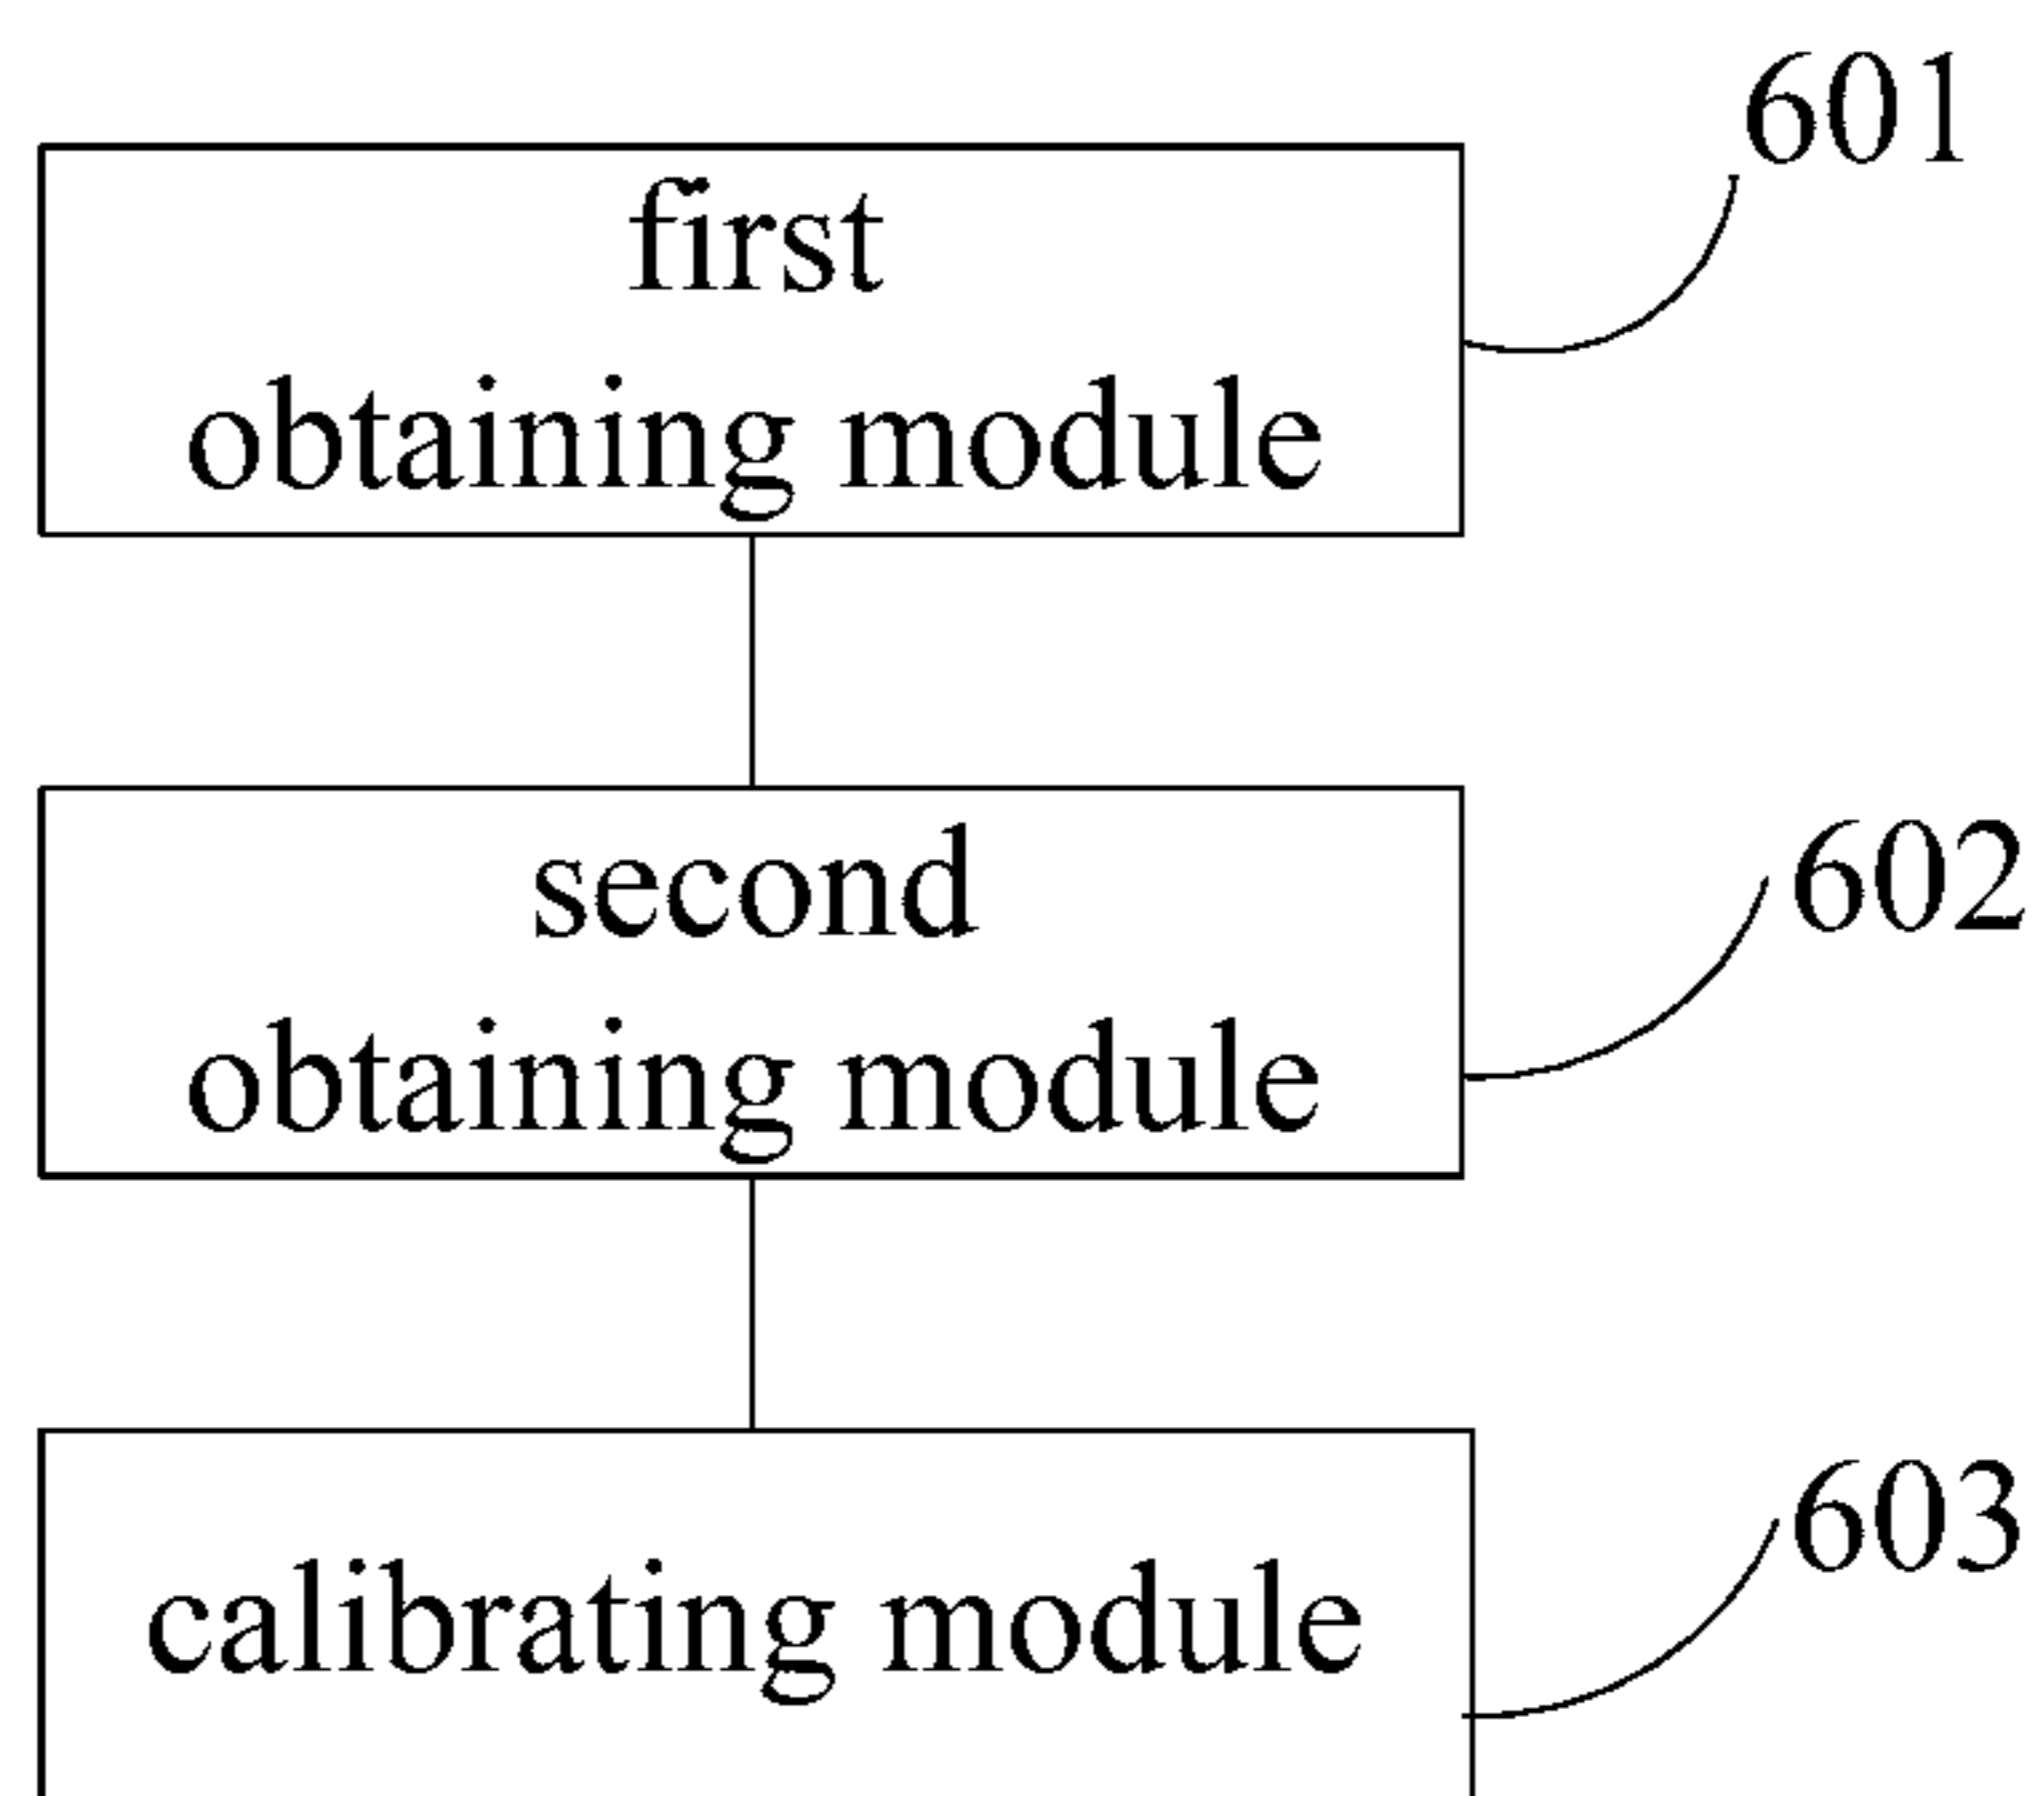 601
first
obtaining module
second
602
obtaining module
603
calibrating module